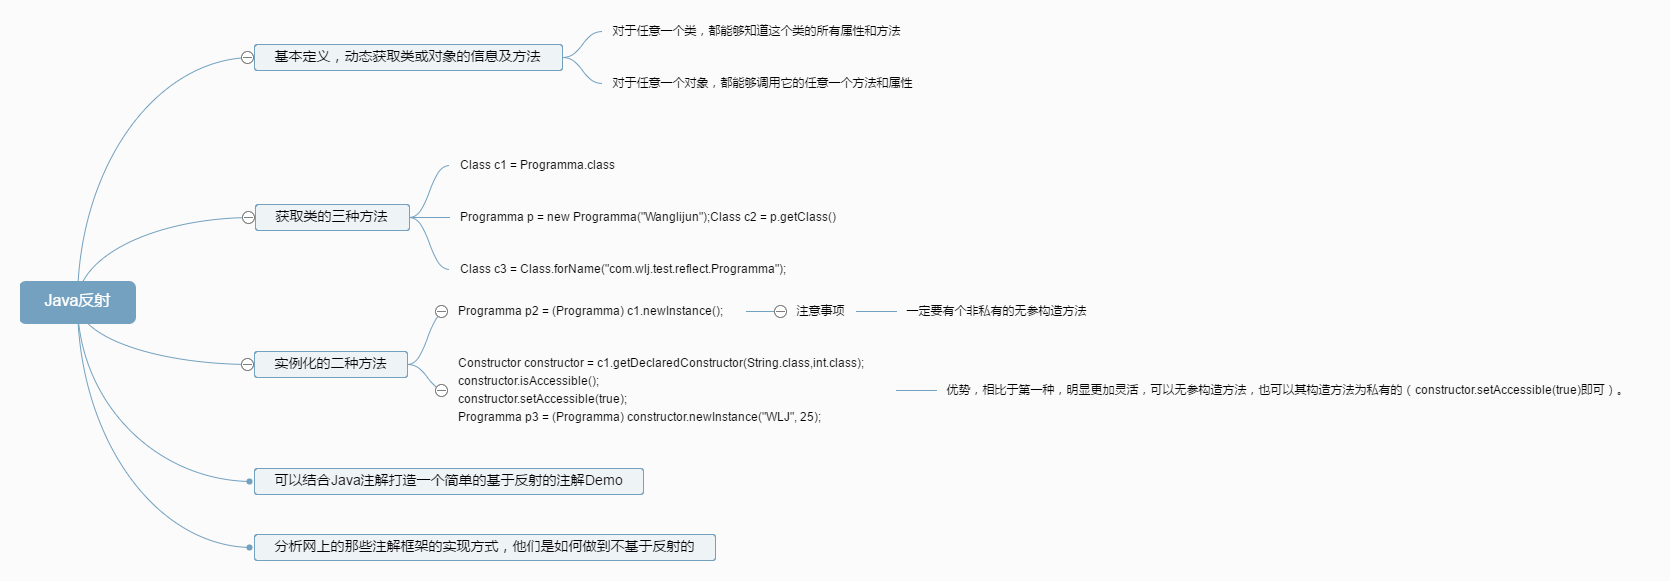 Java反射
基本定义，动态获取类或对象的信息及方法
对于任意一个类，都能够知道这个类的所有属性和方法
对于任意一个对象，都能够调用它的任意一个方法和属性
获取类的三种方法
Class c1 = Programma.class
Programma p = new Programma("Wanglijun");Class c2 = p.getClass()
Class c3 = Class.forName("com.wlj.test.reflect.Programma");
实例化的二种方法
Programma p2 = (Programma) c1.newInstance();
注意事项
一定要有个非私有的无参构造方法
Constructor constructor = c1.getDeclaredConstructor(String.class,int.class);
constructor.isAccessible();
constructor.setAccessible(true);
Programma p3 = (Programma) constructor.newInstance("WLJ", 25);
优势，相比于第一种，明显更加灵活，可以无参构造方法，也可以其构造方法为私有的（constructor.setAccessible(true)即可）。
可以结合Java注解打造一个简单的基于反射的注解Demo
分析网上的那些注解框架的实现方式，他们是如何做到不基于反射的